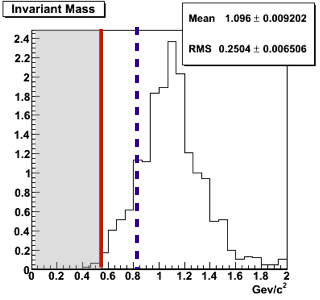 Invariant Mass
Mean 1.096 ± 0.009202
RMS 0.2504 ± 0.006506
2.4
2.2
2
1.8
1.6
1.4
1.2
1
0.8
0.6
0.4
0.2
0
0 0.2 0.4 0.6 0.8 1 1.2 1.4 1.6 1.8 2
Gev/c²